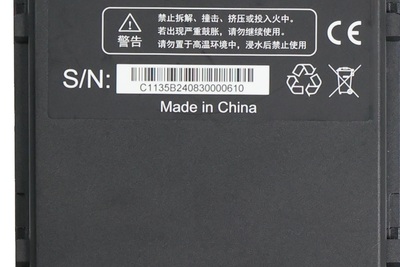 禁止拆解、撞击、挤压或投入火中。
若出现严重鼓胀，请勿继续使用。
请勿置于高温环境中，浸水后禁止使用
警告
CE
S/N:
C1135B240830000610
Made in China